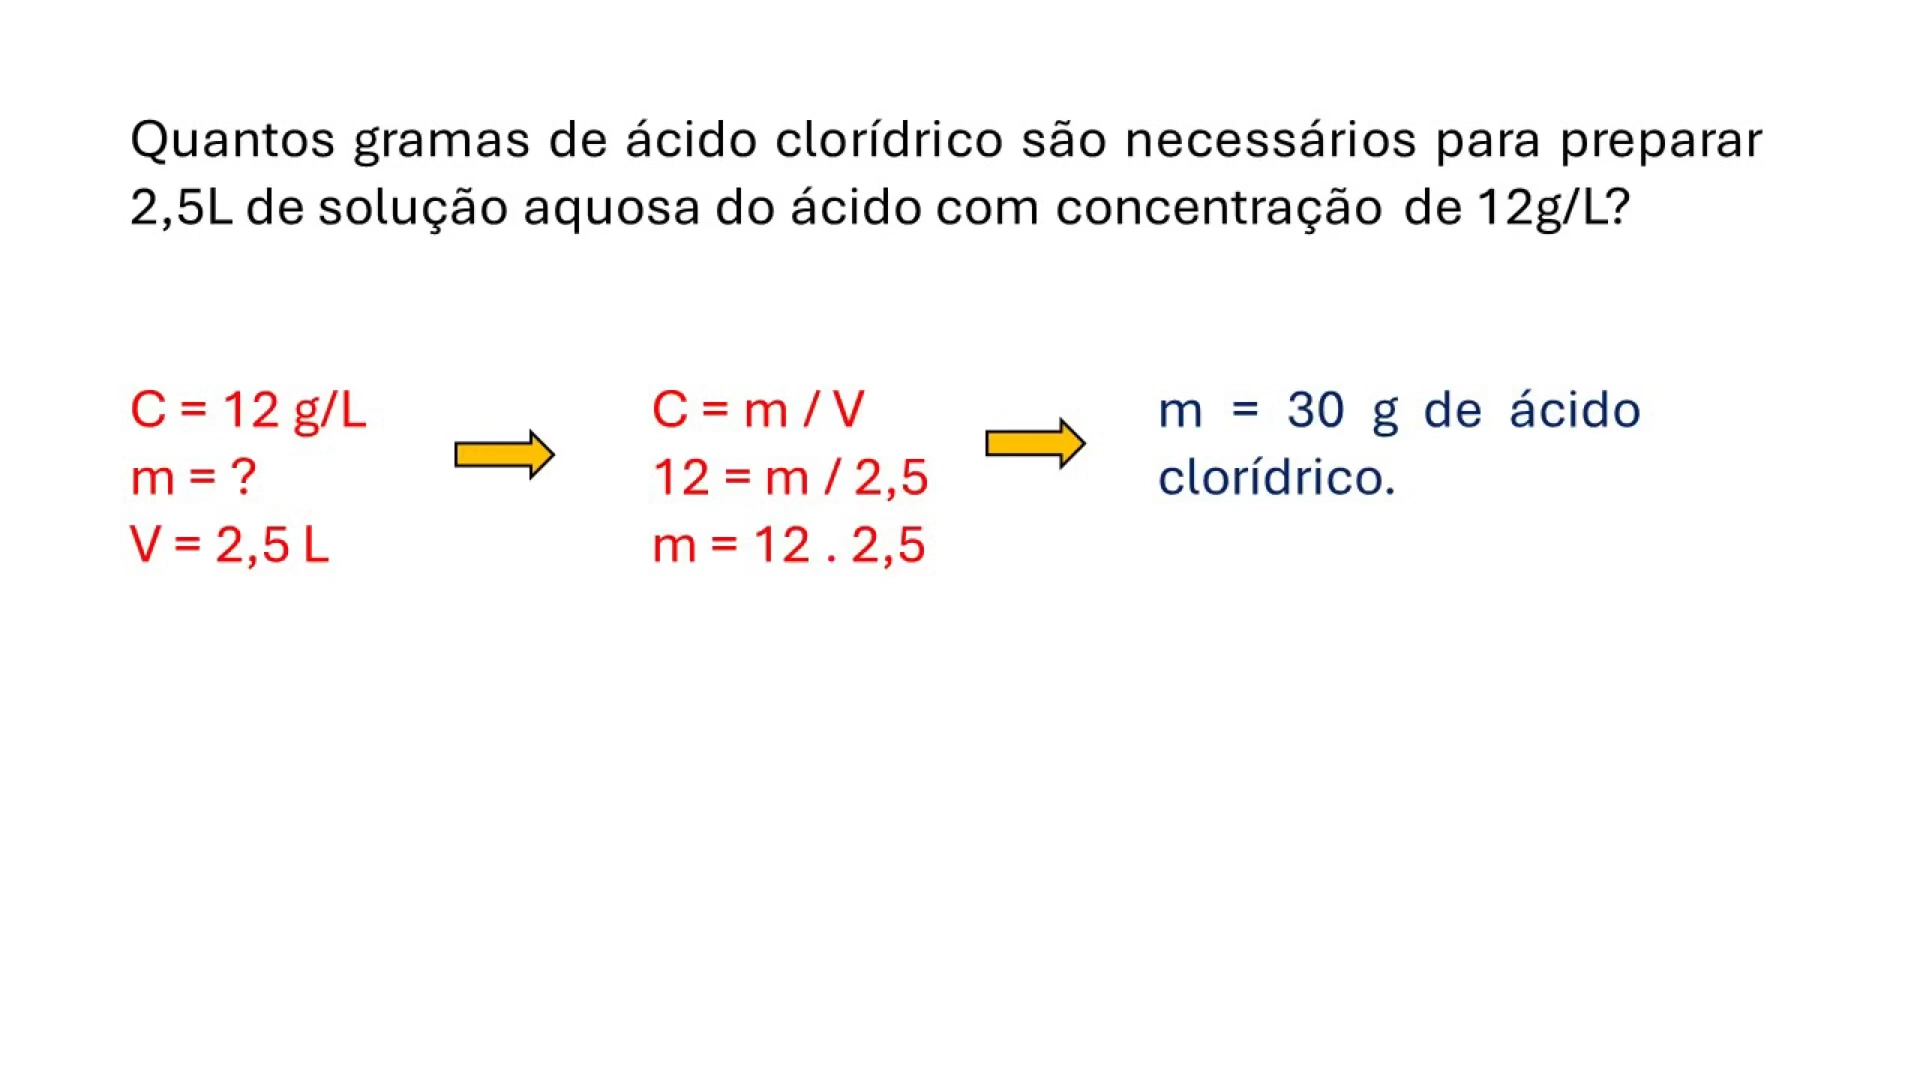 Quantos gramas de ácido clorídrico são necessários para preparar
2,5L de solução aquosa do ácido com concentração de 12g/L?
C = 12 g/L
m = ?
V = 2,5 L
C = m / V
12 = m / 2,5
m = 12 . 2,5
m = 30 g de ácido
clorídrico.